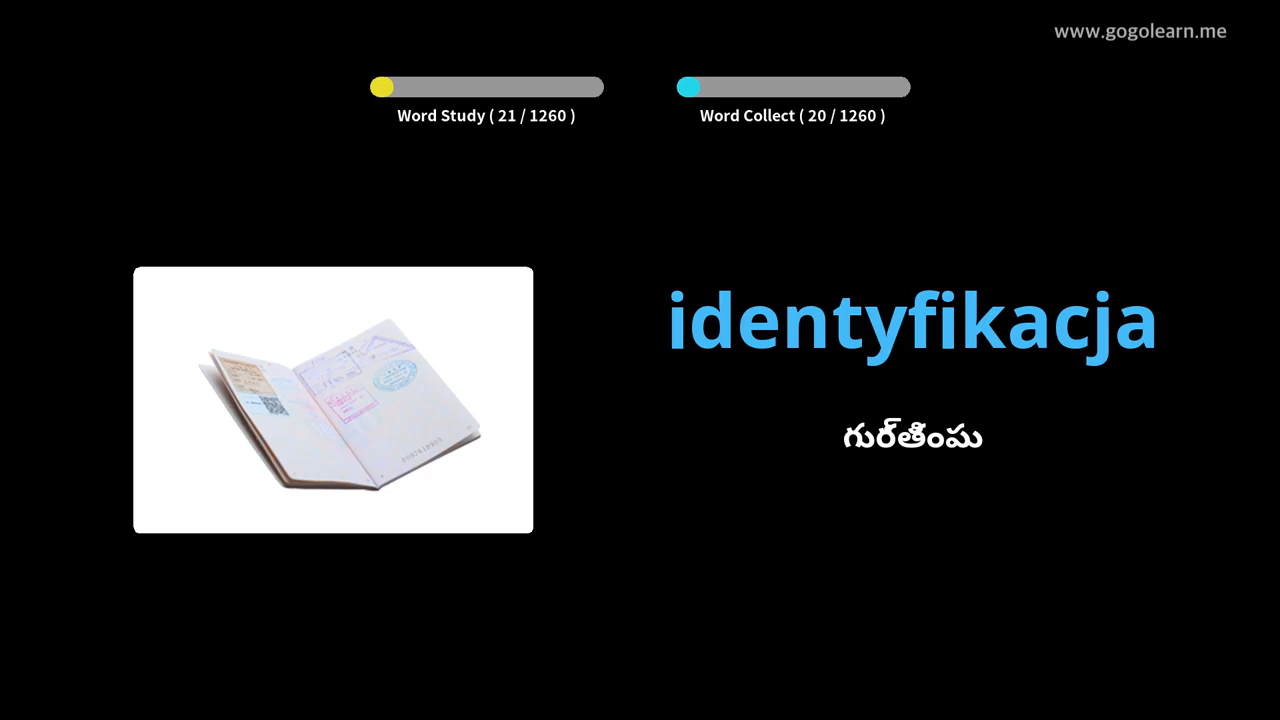 www.gogolearn.me
Word Study ( 21 / 1260 )
Word Collect ( 20 / 1260 )
identyfikacja
గుర్తింపు